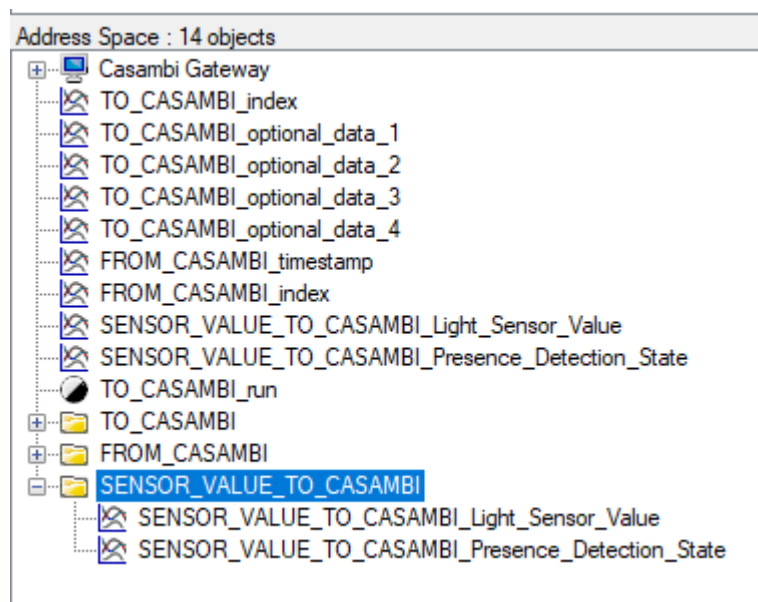 Address Space : 14 objects
Casambi Gateway
TO_CASAMBI_index
TO_CASAMBI_optional_data_1
TO_CASAMBI_optional_data_2
TO_CASAMBI_optional_data_3
TO_CASAMBI_optional_data_4
FROM_CASAMBI_timestamp
FROM_CASAMBI_index
SENSOR_VALUE_TO_CASAMBI_Light_Sensor_Value
SENSOR_VALUE_TO_CASAMBI_Presence_Detection_State
TO_CASAMBI_run
TO_CASAMBI
FROM_CASAMBI
SENSOR_VALUE_TO_CASAMBI
SENSOR_VALUE_TO_CASAMBI_Light_Sensor_Value
SENSOR_VALUE_TO_CASAMBI_Presence_Detection_State